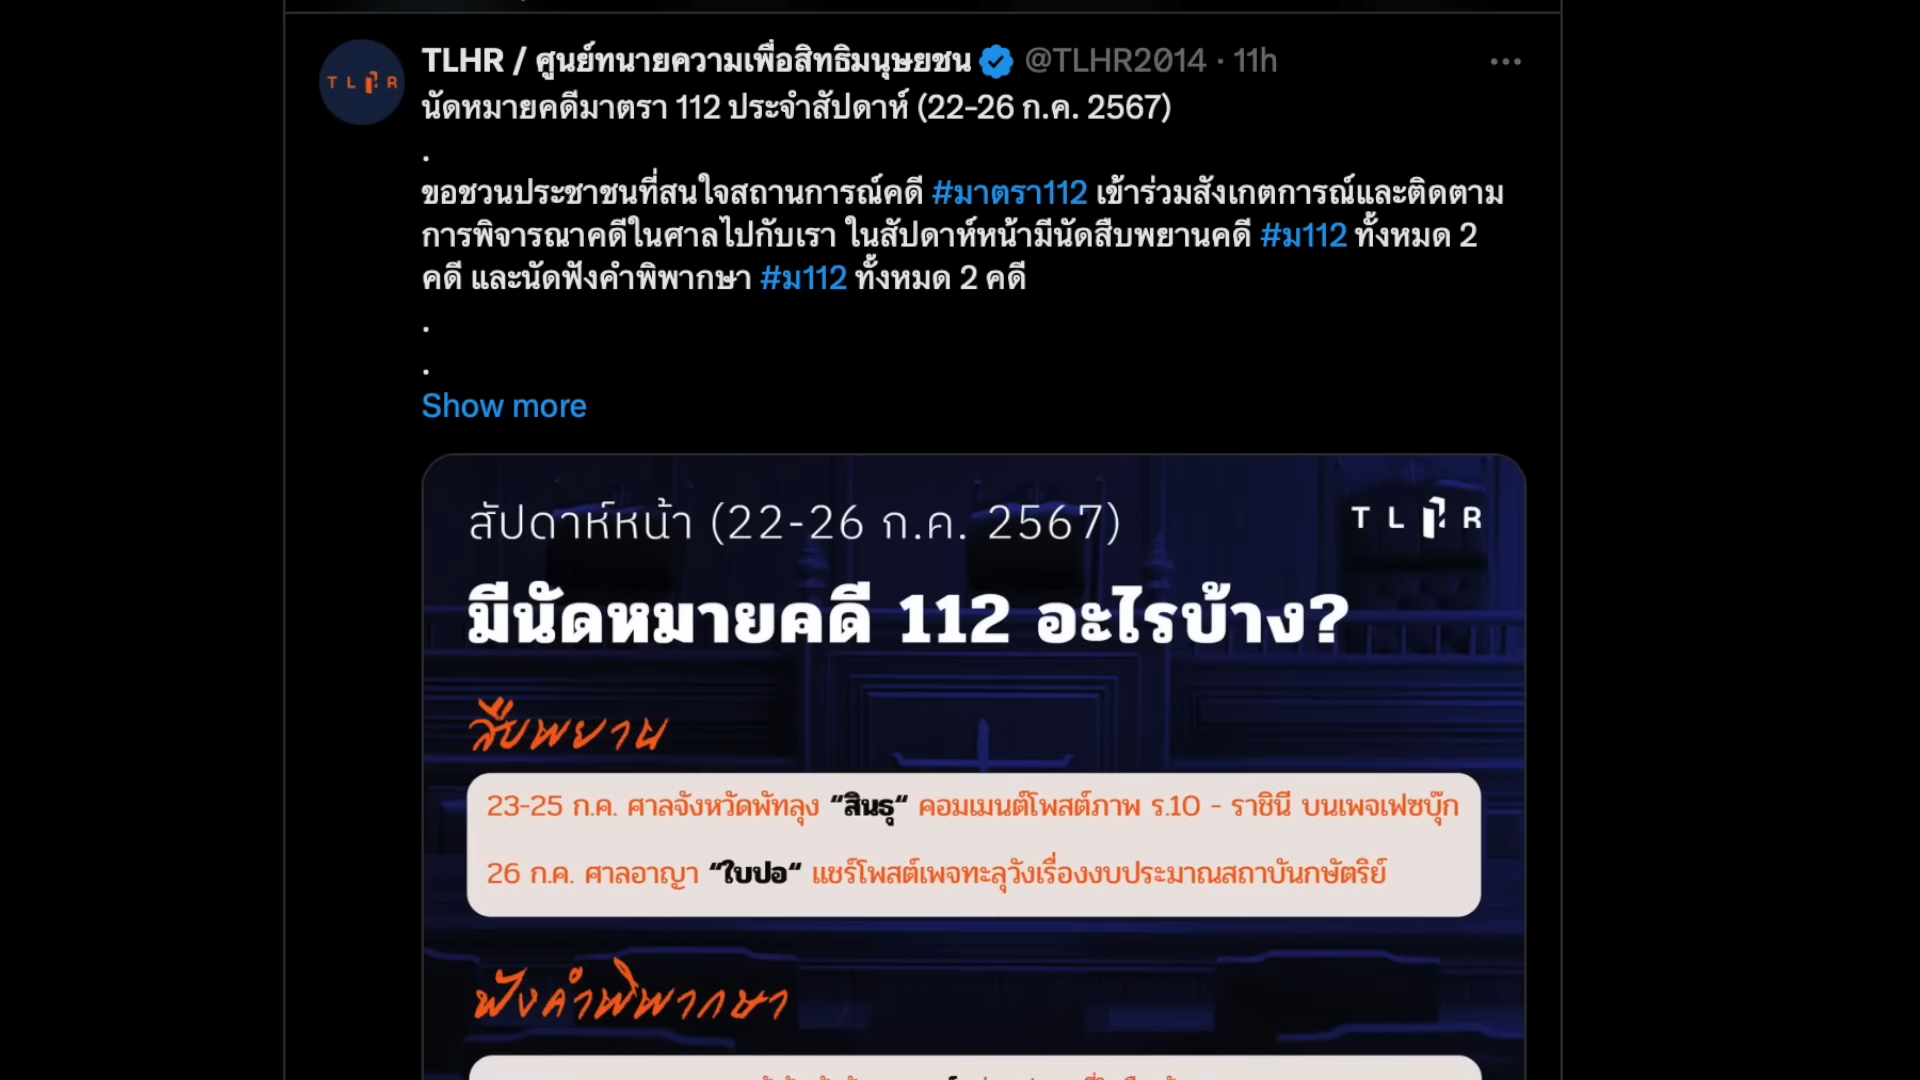 TLHR
TLHR / ศูนย์ทนายความเพื่อสิทธิมนุษยชน @TLHR2014 · 11h
นัดหมายคดีมาตรา 112 ประจำสัปดาห์ (22-26 ก.ค. 2567)
.
ขอชวนประชาชนที่สนใจสถานการณ์คดี #มาตรา112 เข้าร่วมสังเกตการณ์และติดตาม
การพิจารณาคดีในศาลไปกับเรา ในสัปดาห์หน้ามีนัดสืบพยานคดี #ม112 ทั้งหมด 2
คดี และนัดฟังคำพิพากษา #ม112 ทั้งหมด 2 คดี
.
.
Show more
สัปดาห์หน้า (22-26 ก.ค. 2567)
TLHR
มีนัดหมายคดี 112 อะไรบ้าง?
สืบพยาน
23-25 ก.ค. ศาลจังหวัดพัทลุง “สินธุ“ คอมเมนต์โพสต์ภาพ ร.10 - ราชินี บนเพจเฟซบุ๊ก
26 ก.ค. ศาลอาญา “ใบปอ“ แชร์โพสต์เพจทะลุวังเรื่องงบประมาณสถาบันกษัตริย์
ฟังคำพิพากษา